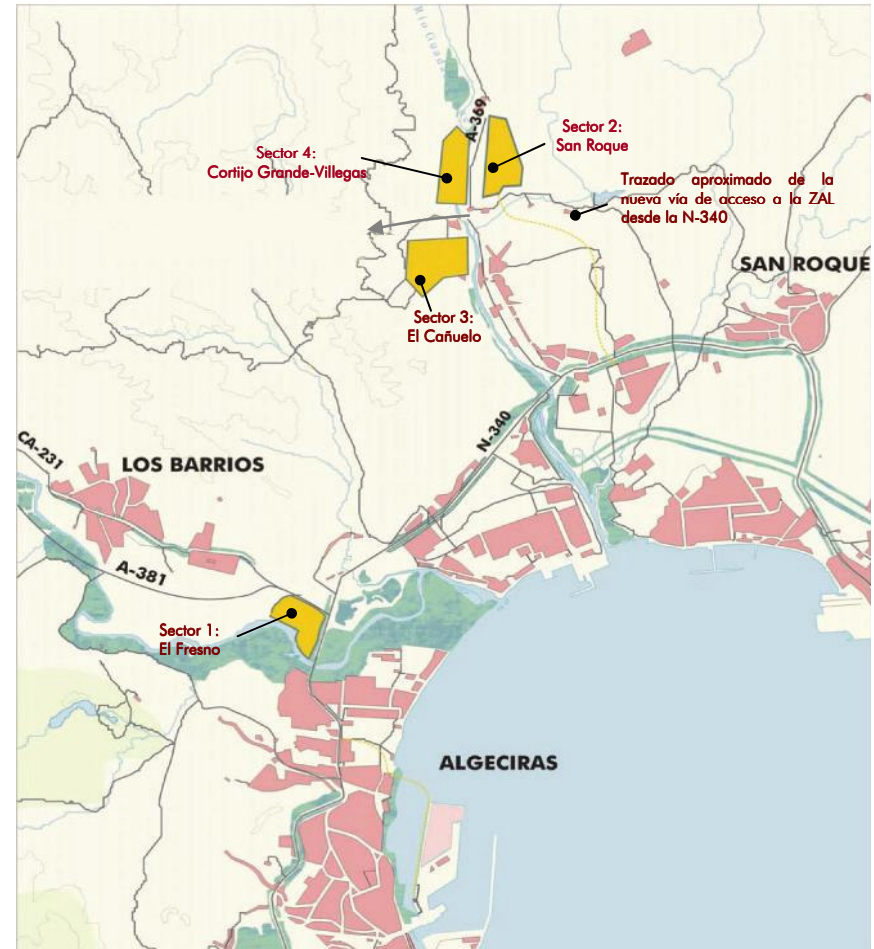 A-369
Sector 2:
San Roque
Sector 4:
Cortijo Grande-Villegas
Trazado aproximado de la
nueva vía de acceso a la ZAL
desde la N-340
SAN ROQUE
Sector 3:
El Cañuelo
N-340
CA-231
LOS BARRIOS
A-381
Sector 1:
El Fresno
ALGECIRAS